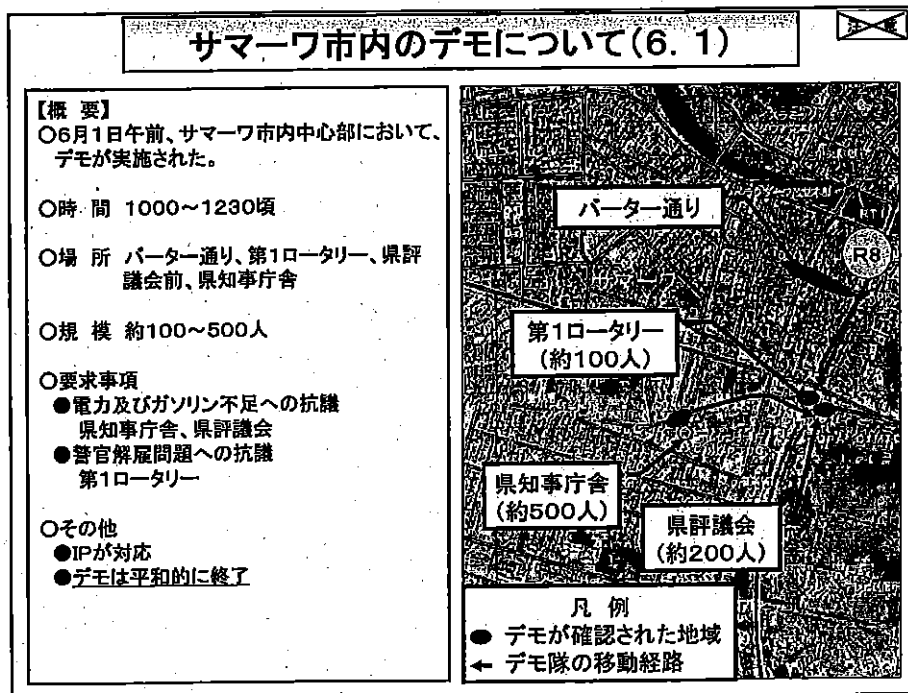 サマーワ市内のデモについて(6. 1)
注意
【概 要】
○6月1日午前、サマーワ市内中心部において、
デモが実施された。
○時 間 1000~1230頃
○場 所 バーター通り、第1ロータリー、県評
議会前、県知事庁舎
○規 模 約100~500人
○要求事項
●電力及びガソリン不足への抗議
県知事庁舎、県評議会
●警官解雇問題への抗議
第1ロータリー
○その他
●IPが対応
●デモは平和的に終了
バーター通り
R8
第1ロータリー
(約100人)
県知事庁舎
(約500人)
県評議会
(約200人)
凡 例
● デモが確認された地域
← デモ隊の移動経路